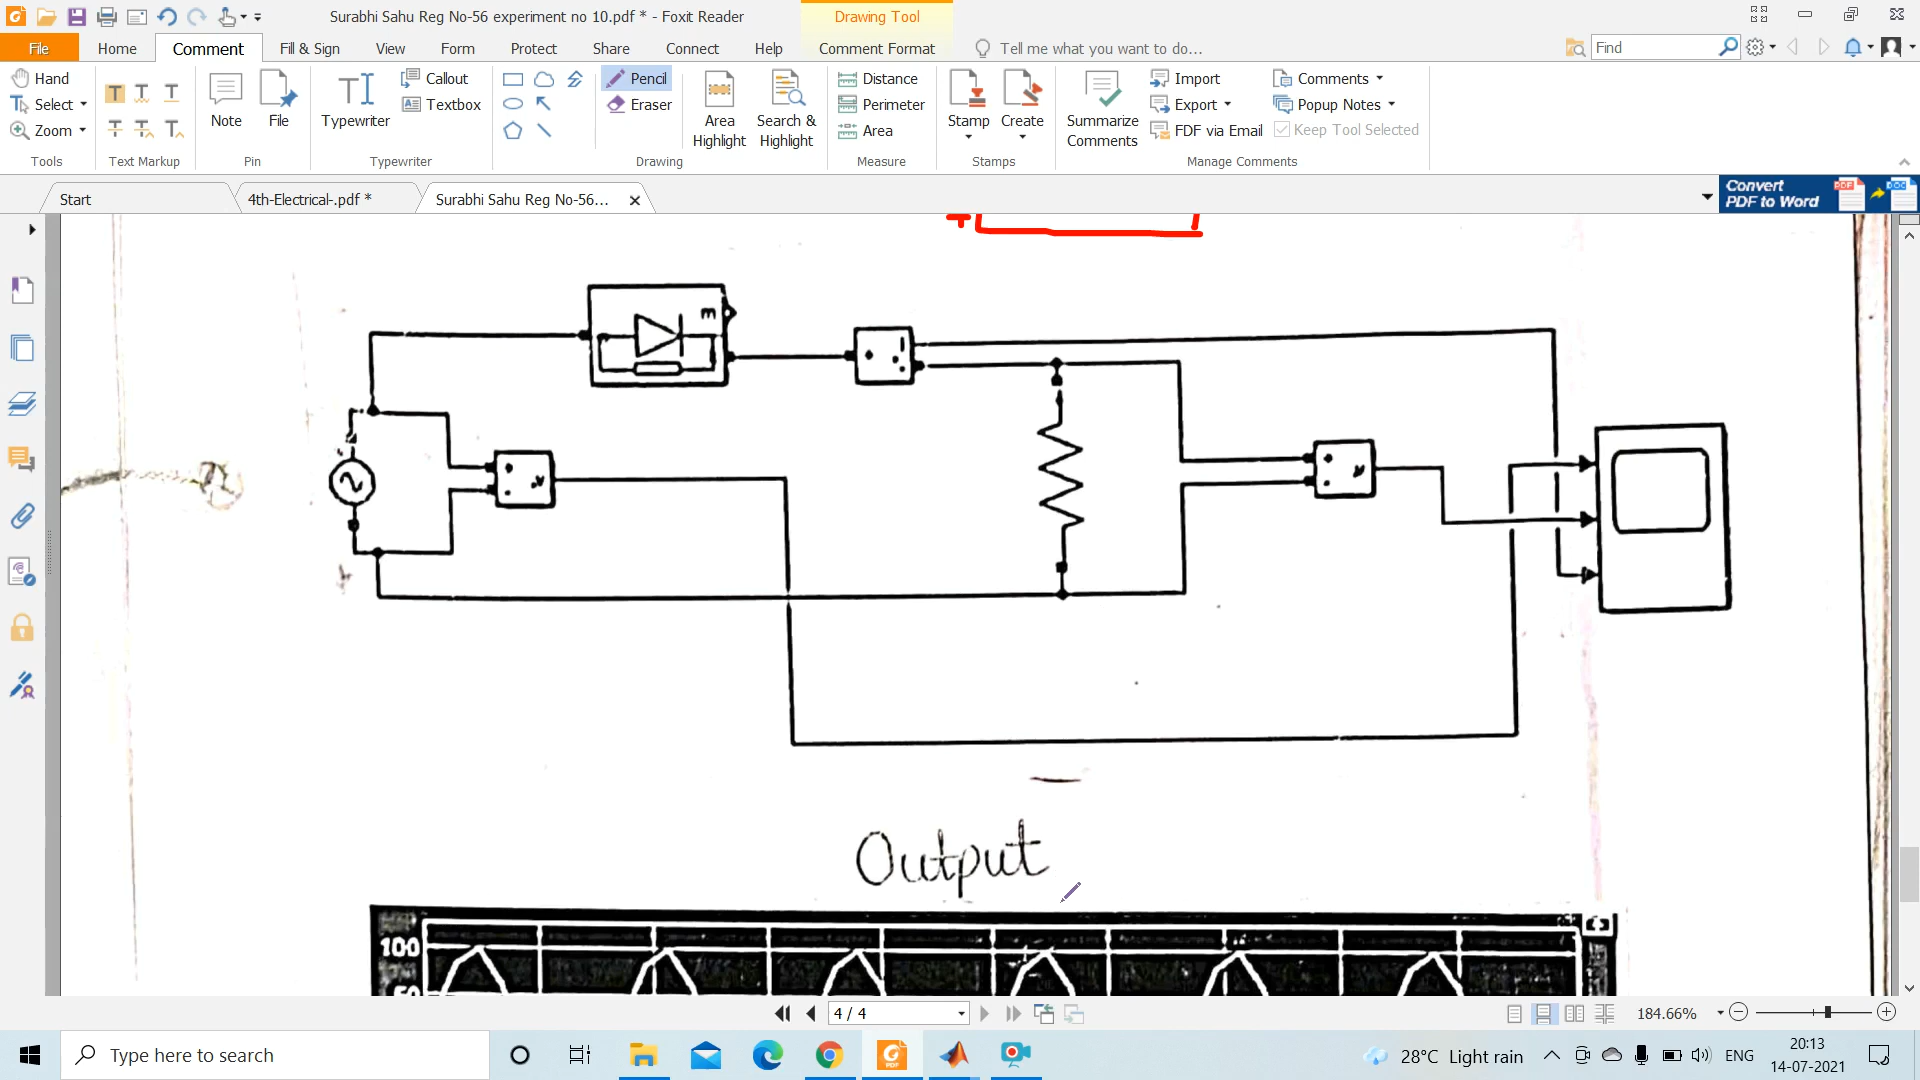 Surabhi Sahu Reg No-56 experiment no 10.pdf * - Foxit Reader
Drawing Tool
File Home Comment Fill & Sign View Form Protect Share Connect Help Comment Format Tell me what you want to do... Find
Hand
Select
Zoom
Tools
Text Markup
Note
File
Pin
Typewriter
Callout
Textbox
Typewriter
Pencil
Eraser
Area Highlight
Search & Highlight
Drawing
Distance
Perimeter
Area
Measure
Stamp
Create
Stamps
Summarize Comments
Import
Export
FDF via Email
Comments
Popup Notes
Keep Tool Selected
Manage Comments
Start
4th-Electrical-.pdf *
Surabhi Sahu Reg No-56...
Convert
PDF to Word
PDF
DOC
m
Output
100
4 / 4
184.66%
Type here to search
28°C Light rain
ENG
20:13
14-07-2021